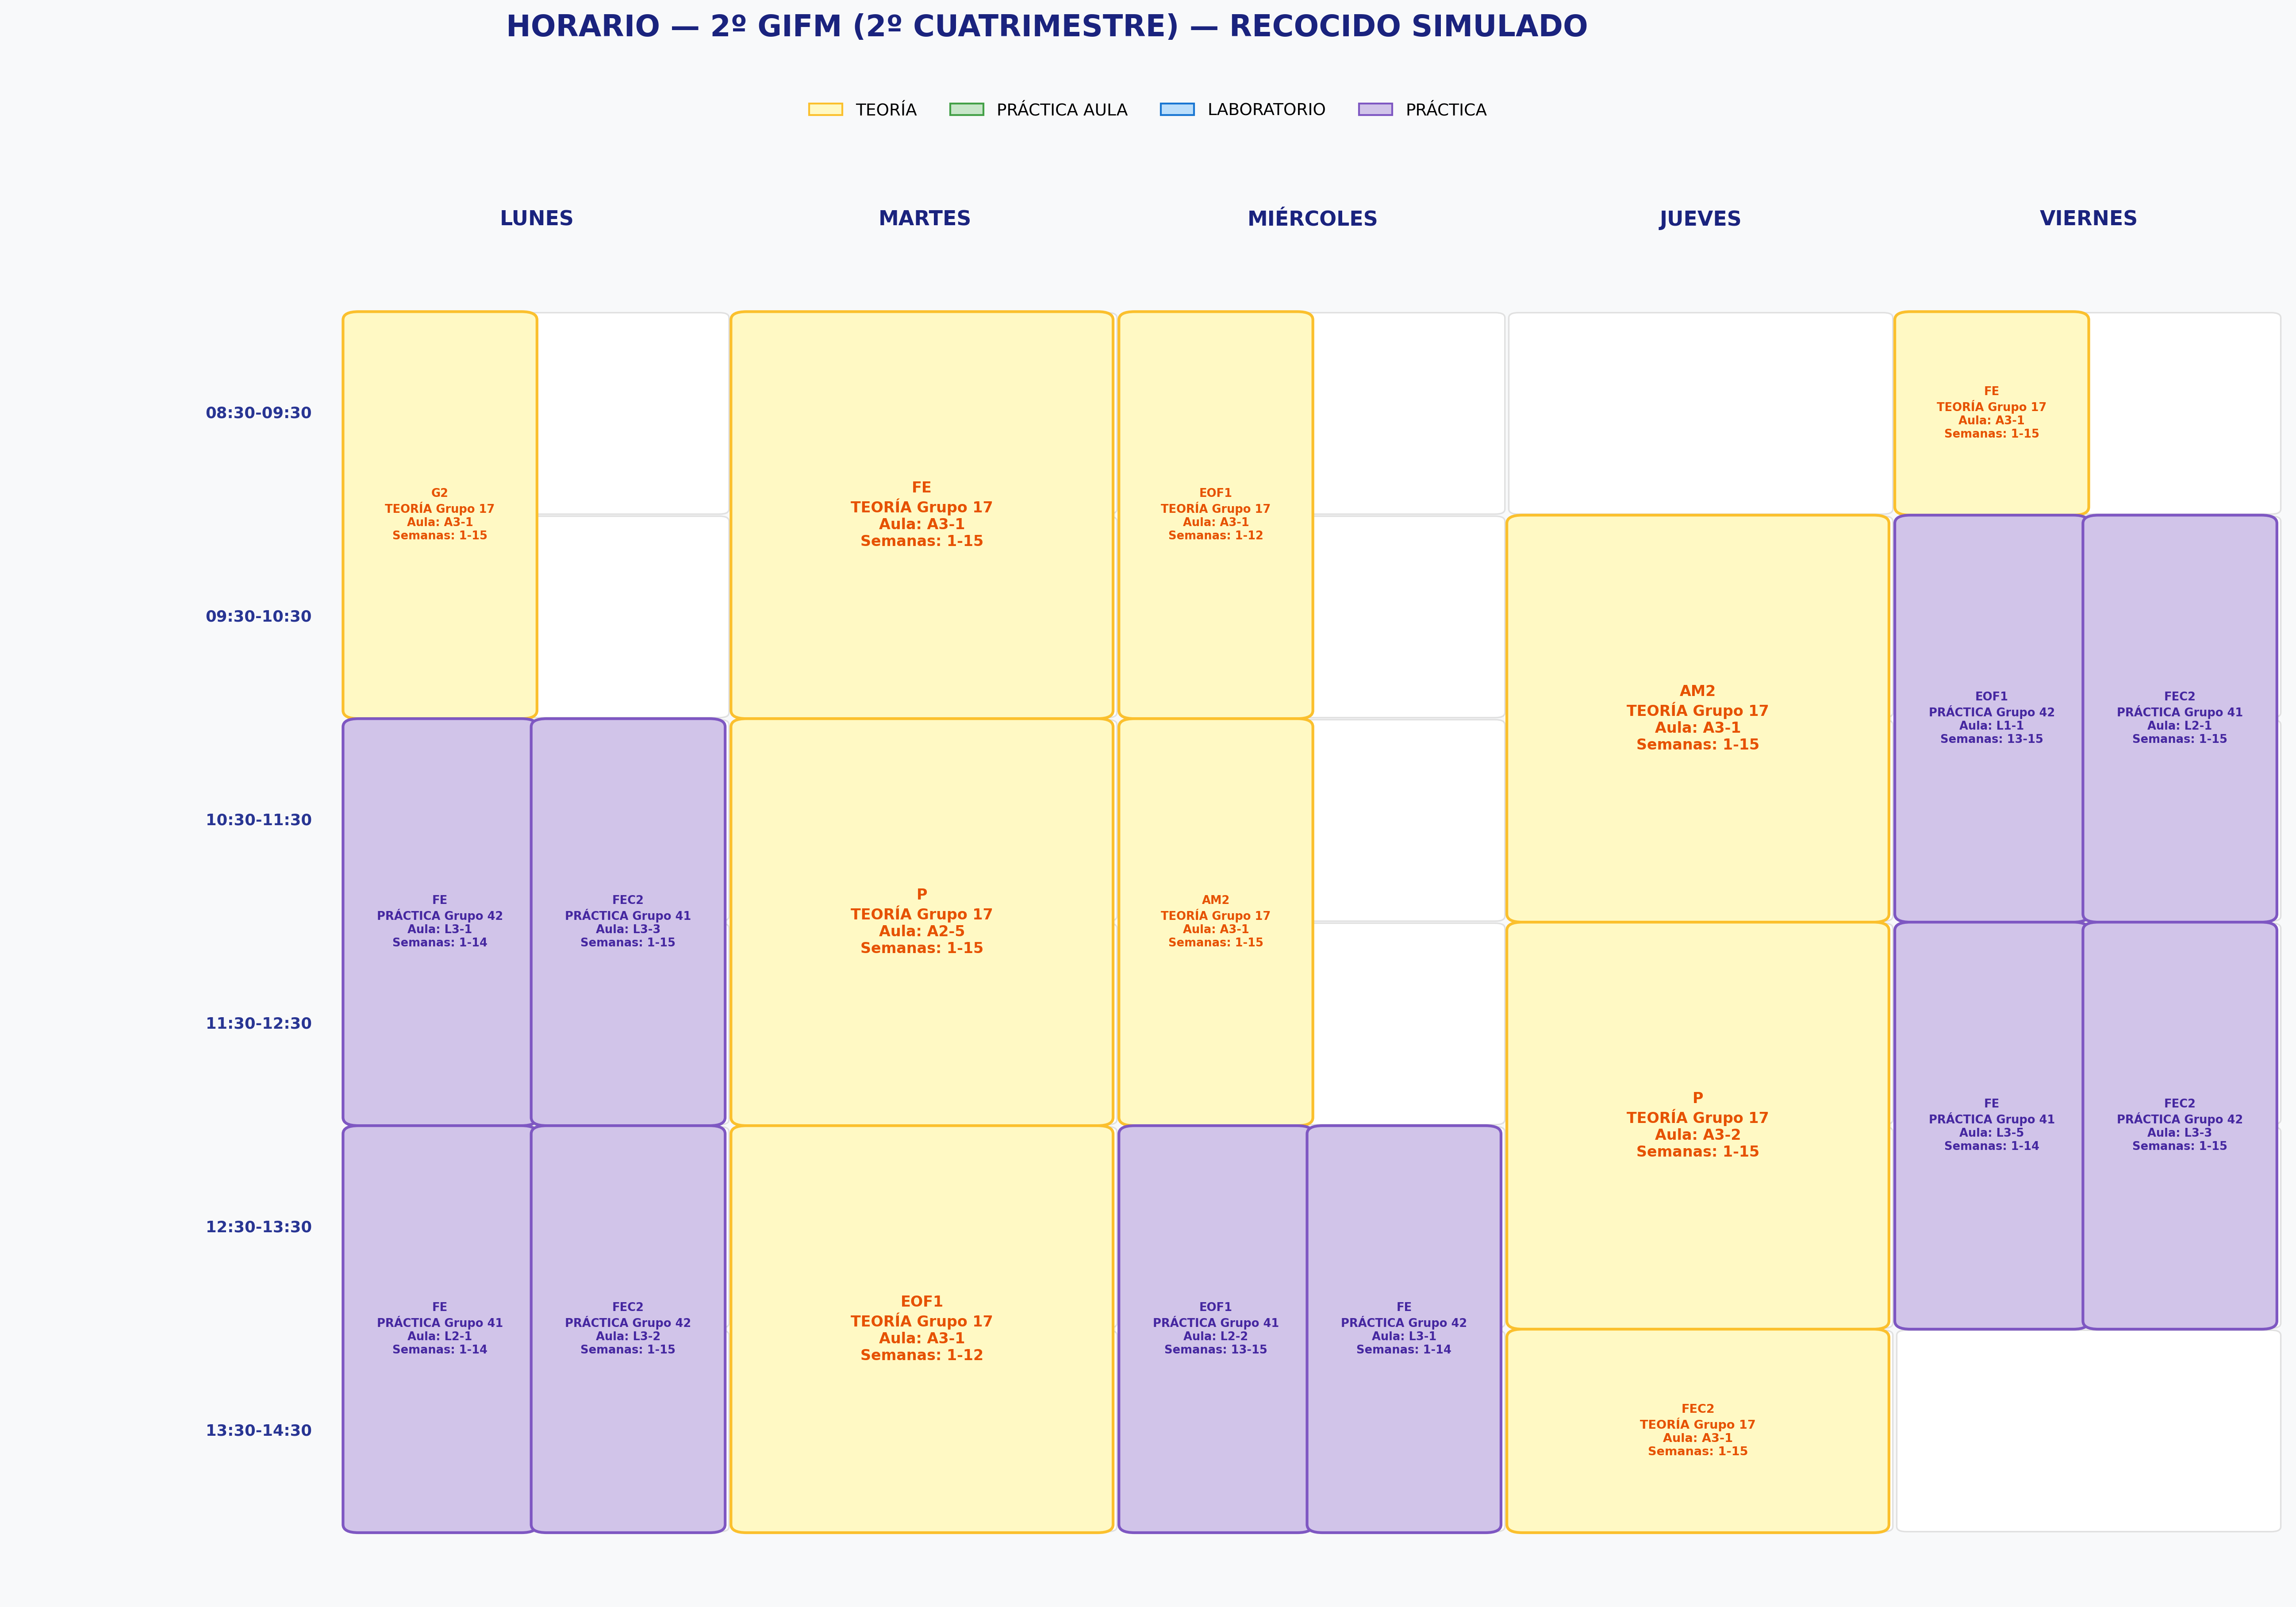 HORARIO — 2º GIFM (2º CUATRIMESTRE) — RECOCIDO SIMULADO
TEORÍA
PRÁCTICA AULA
LABORATORIO
PRÁCTICA
LUNES
MARTES
MIÉRCOLES
JUEVES
VIERNES
08:30-09:30
09:30-10:30
10:30-11:30
11:30-12:30
12:30-13:30
13:30-14:30
G2
TEORÍA Grupo 17
Aula: A3-1
Semanas: 1-15
FE
PRÁCTICA Grupo 42
Aula: L3-1
Semanas: 1-14
FEC2
PRÁCTICA Grupo 41
Aula: L3-3
Semanas: 1-15
FE
PRÁCTICA Grupo 41
Aula: L2-1
Semanas: 1-14
FEC2
PRÁCTICA Grupo 42
Aula: L3-2
Semanas: 1-15
FE
TEORÍA Grupo 17
Aula: A3-1
Semanas: 1-15
P
TEORÍA Grupo 17
Aula: A2-5
Semanas: 1-15
EOF1
TEORÍA Grupo 17
Aula: A3-1
Semanas: 1-12
EOF1
TEORÍA Grupo 17
Aula: A3-1
Semanas: 1-12
AM2
TEORÍA Grupo 17
Aula: A3-1
Semanas: 1-15
EOF1
PRÁCTICA Grupo 41
Aula: L2-2
Semanas: 13-15
FE
PRÁCTICA Grupo 42
Aula: L3-1
Semanas: 1-14
AM2
TEORÍA Grupo 17
Aula: A3-1
Semanas: 1-15
P
TEORÍA Grupo 17
Aula: A3-2
Semanas: 1-15
FEC2
TEORÍA Grupo 17
Aula: A3-1
Semanas: 1-15
FE
TEORÍA Grupo 17
Aula: A3-1
Semanas: 1-15
EOF1
PRÁCTICA Grupo 42
Aula: L1-1
Semanas: 13-15
FEC2
PRÁCTICA Grupo 41
Aula: L2-1
Semanas: 1-15
FE
PRÁCTICA Grupo 41
Aula: L3-5
Semanas: 1-14
FEC2
PRÁCTICA Grupo 42
Aula: L3-3
Semanas: 1-15